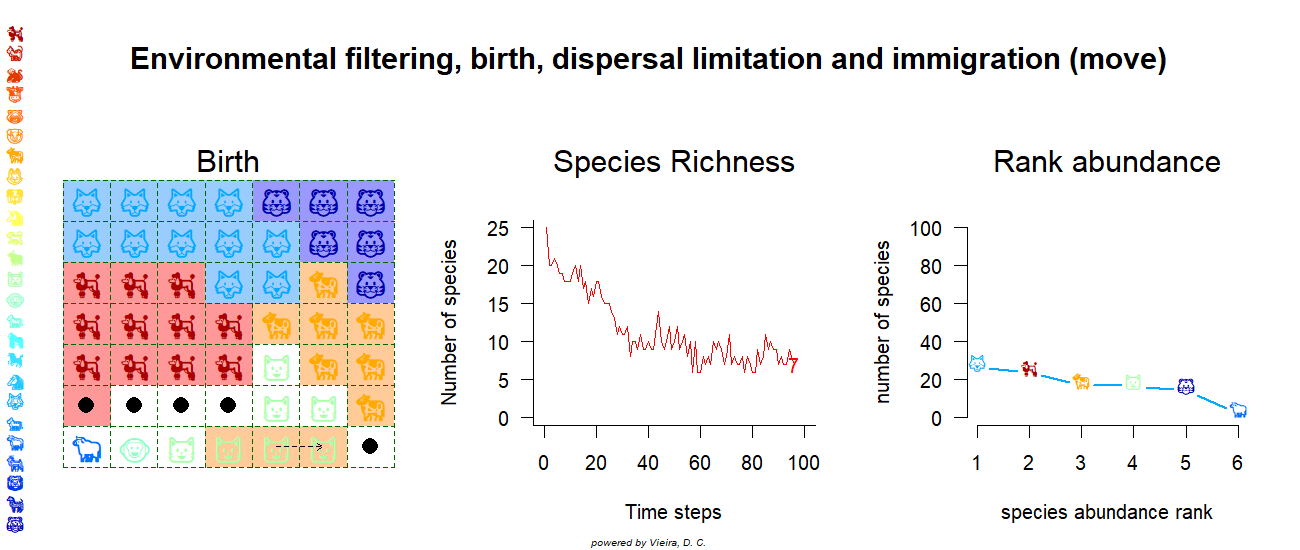 Environmental filtering, birth, dispersal limitation and immigration (move)
Birth
Species Richness
Number of species
25
20
15
10
5
0
7
0 20 40 60 80 100
Time steps
Rank abundance
number of species
100
80
60
40
20
0
1 2 3 4 5 6
species abundance rank
powered by Vieira, D. C.